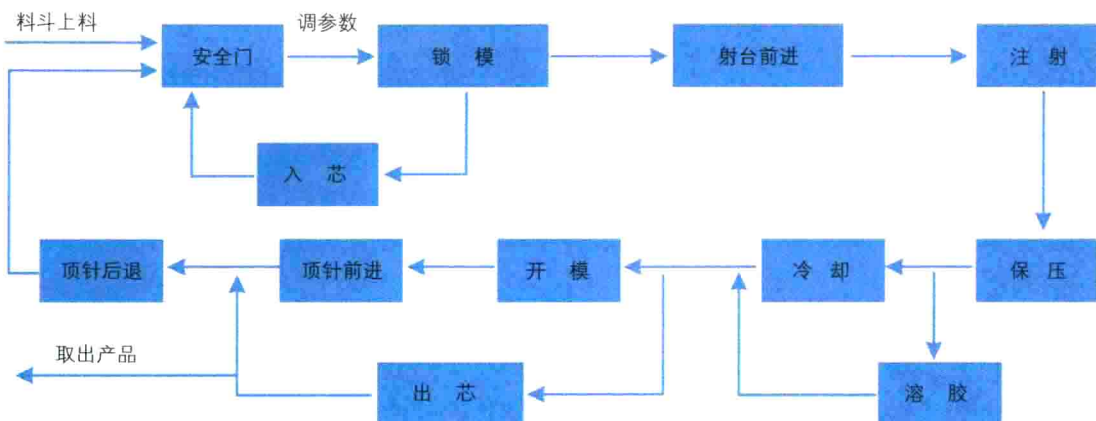 料斗上料
调参数
安全门
锁 模
射台前进
注 射
入 芯
顶针后退
顶针前进
开 模
冷 却
保 压
取出产品
出 芯
溶 胶